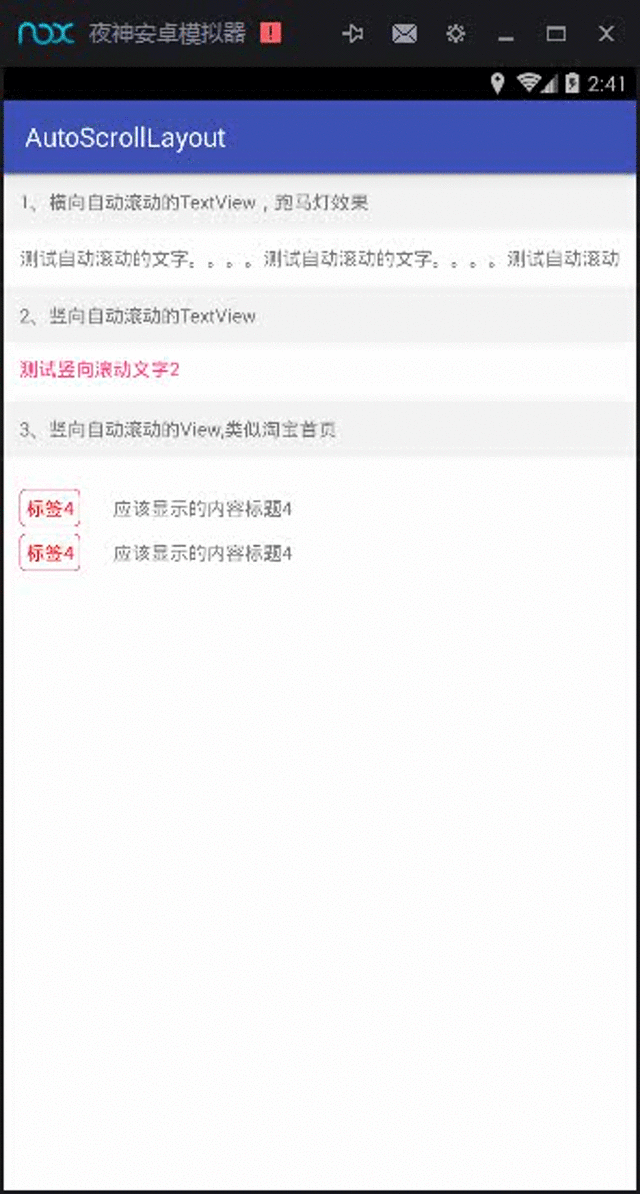 nox 夜神安卓模拟器
2:41
AutoScrollLayout
1、横向自动滚动的TextView，跑马灯效果
测试自动滚动的文字。。。。测试自动滚动的文字。。。。测试自动滚动
2、竖向自动滚动的TextView
测试竖向滚动文字2
3、竖向自动滚动的View,类似淘宝首页
标签4 应该显示的内容标题4
标签4 应该显示的内容标题4